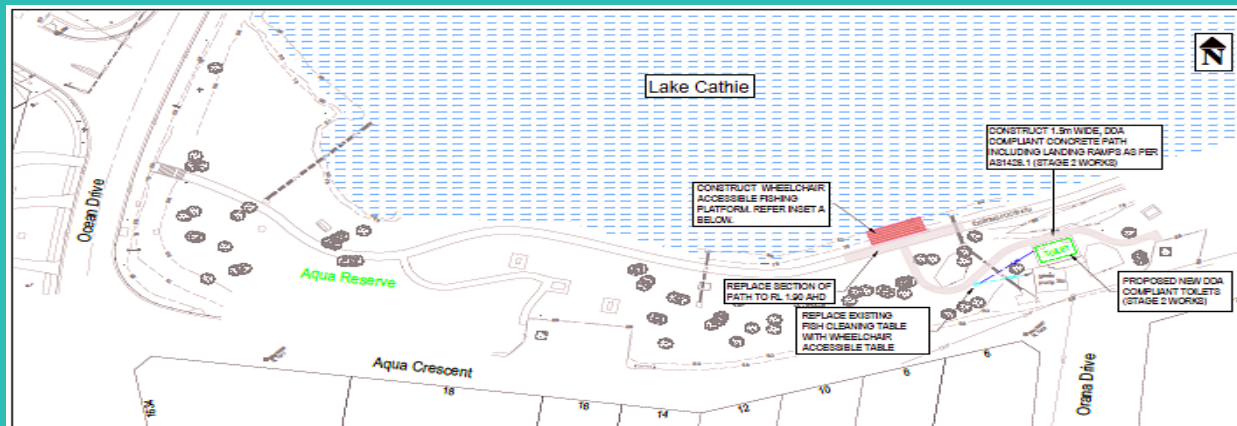 N
Lake Cathie
CONSTRUCT 1.5m WIDE, DDA
COMPLIANT CONCRETE PATH
INCLUDING LANDING RAMPS AS PER
AS1428.1 (STAGE 2 WORKS)
CONSTRUCT WHEELCHAIR
ACCESSIBLE FISHING
PLATFORM. REFER INSET A
BELOW.
Ocean Drive
TOILET
Aqua Reserve
REPLACE SECTION OF
PATH TO RL 1.90 AHD
PROPOSED NEW DDA
COMPLIANT TOILETS
(STAGE 2 WORKS)
REPLACE EXISTING
FISH CLEANING TABLE
WITH WHEELCHAIR
ACCESSIBLE TABLE
Aqua Crescent
163A
18
16
14
12
10
8
6
Orana Drive